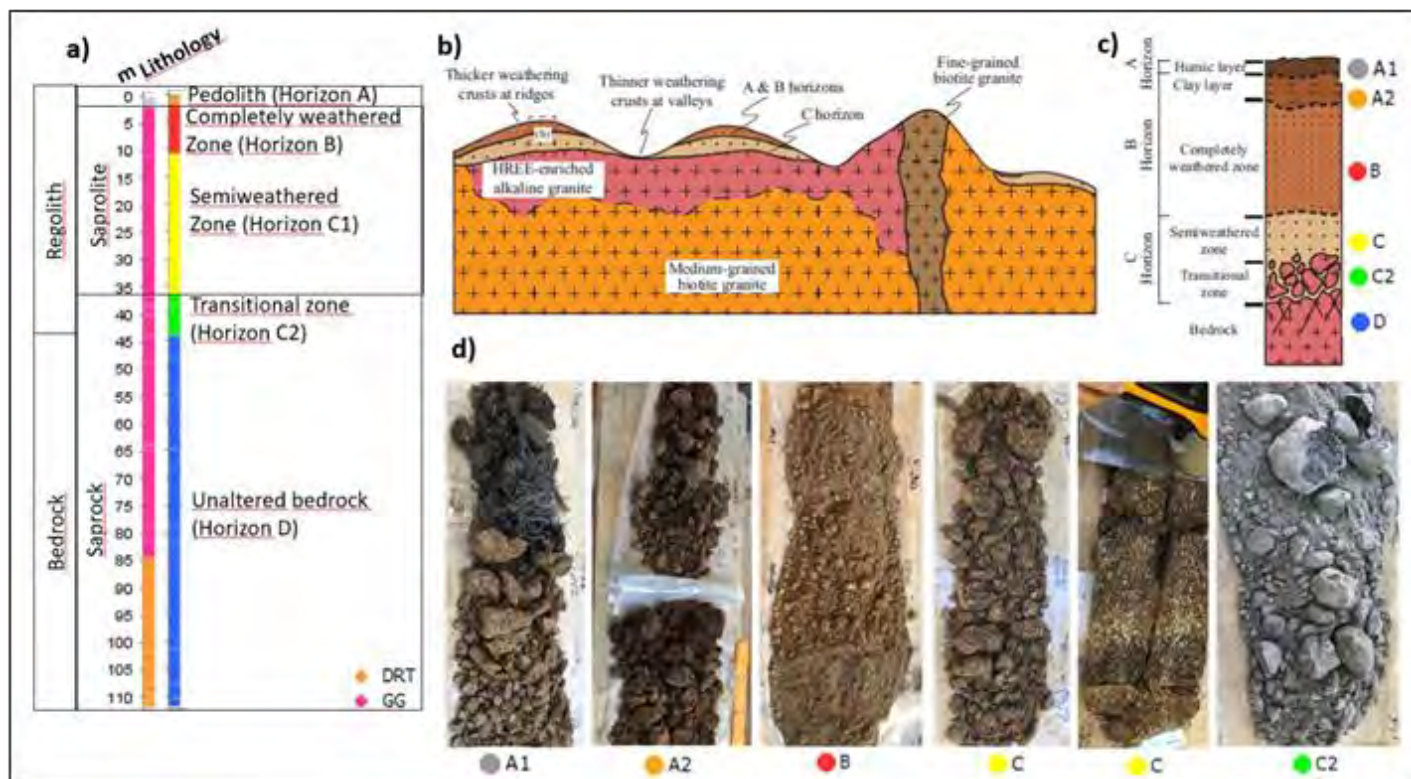 a)
m Lithology
Regolith
Saprolite
Bedrock
Saprock
0
5
10
15
20
25
30
35
40
45
50
55
60
65
70
75
80
85
90
95
100
105
110
Pedolith (Horizon A)
Completely weathered
Zone (Horizon B)
Semiweathered
Zone (Horizon C1)
Transitional zone
(Horizon C2)
Unaltered bedrock
(Horizon D)
DRT
GG
b)
Thicker weathering
crusts at ridges
Thinner weathering
crusts at valleys
A & B horizons
C horizon
Fine-grained
biotite granite
HREE-enriched
alkaline granite
Medium-grained
biotite granite
c)
A
Horizon
B
Horizon
C
Horizon
Humic layer
Clay layer
Completely
weathered zone
Semiweathered
zone
Transitional
zone
Bedrock
A1
A2
B
C
C2
D
d)
A1
A2
B
C
C
C2